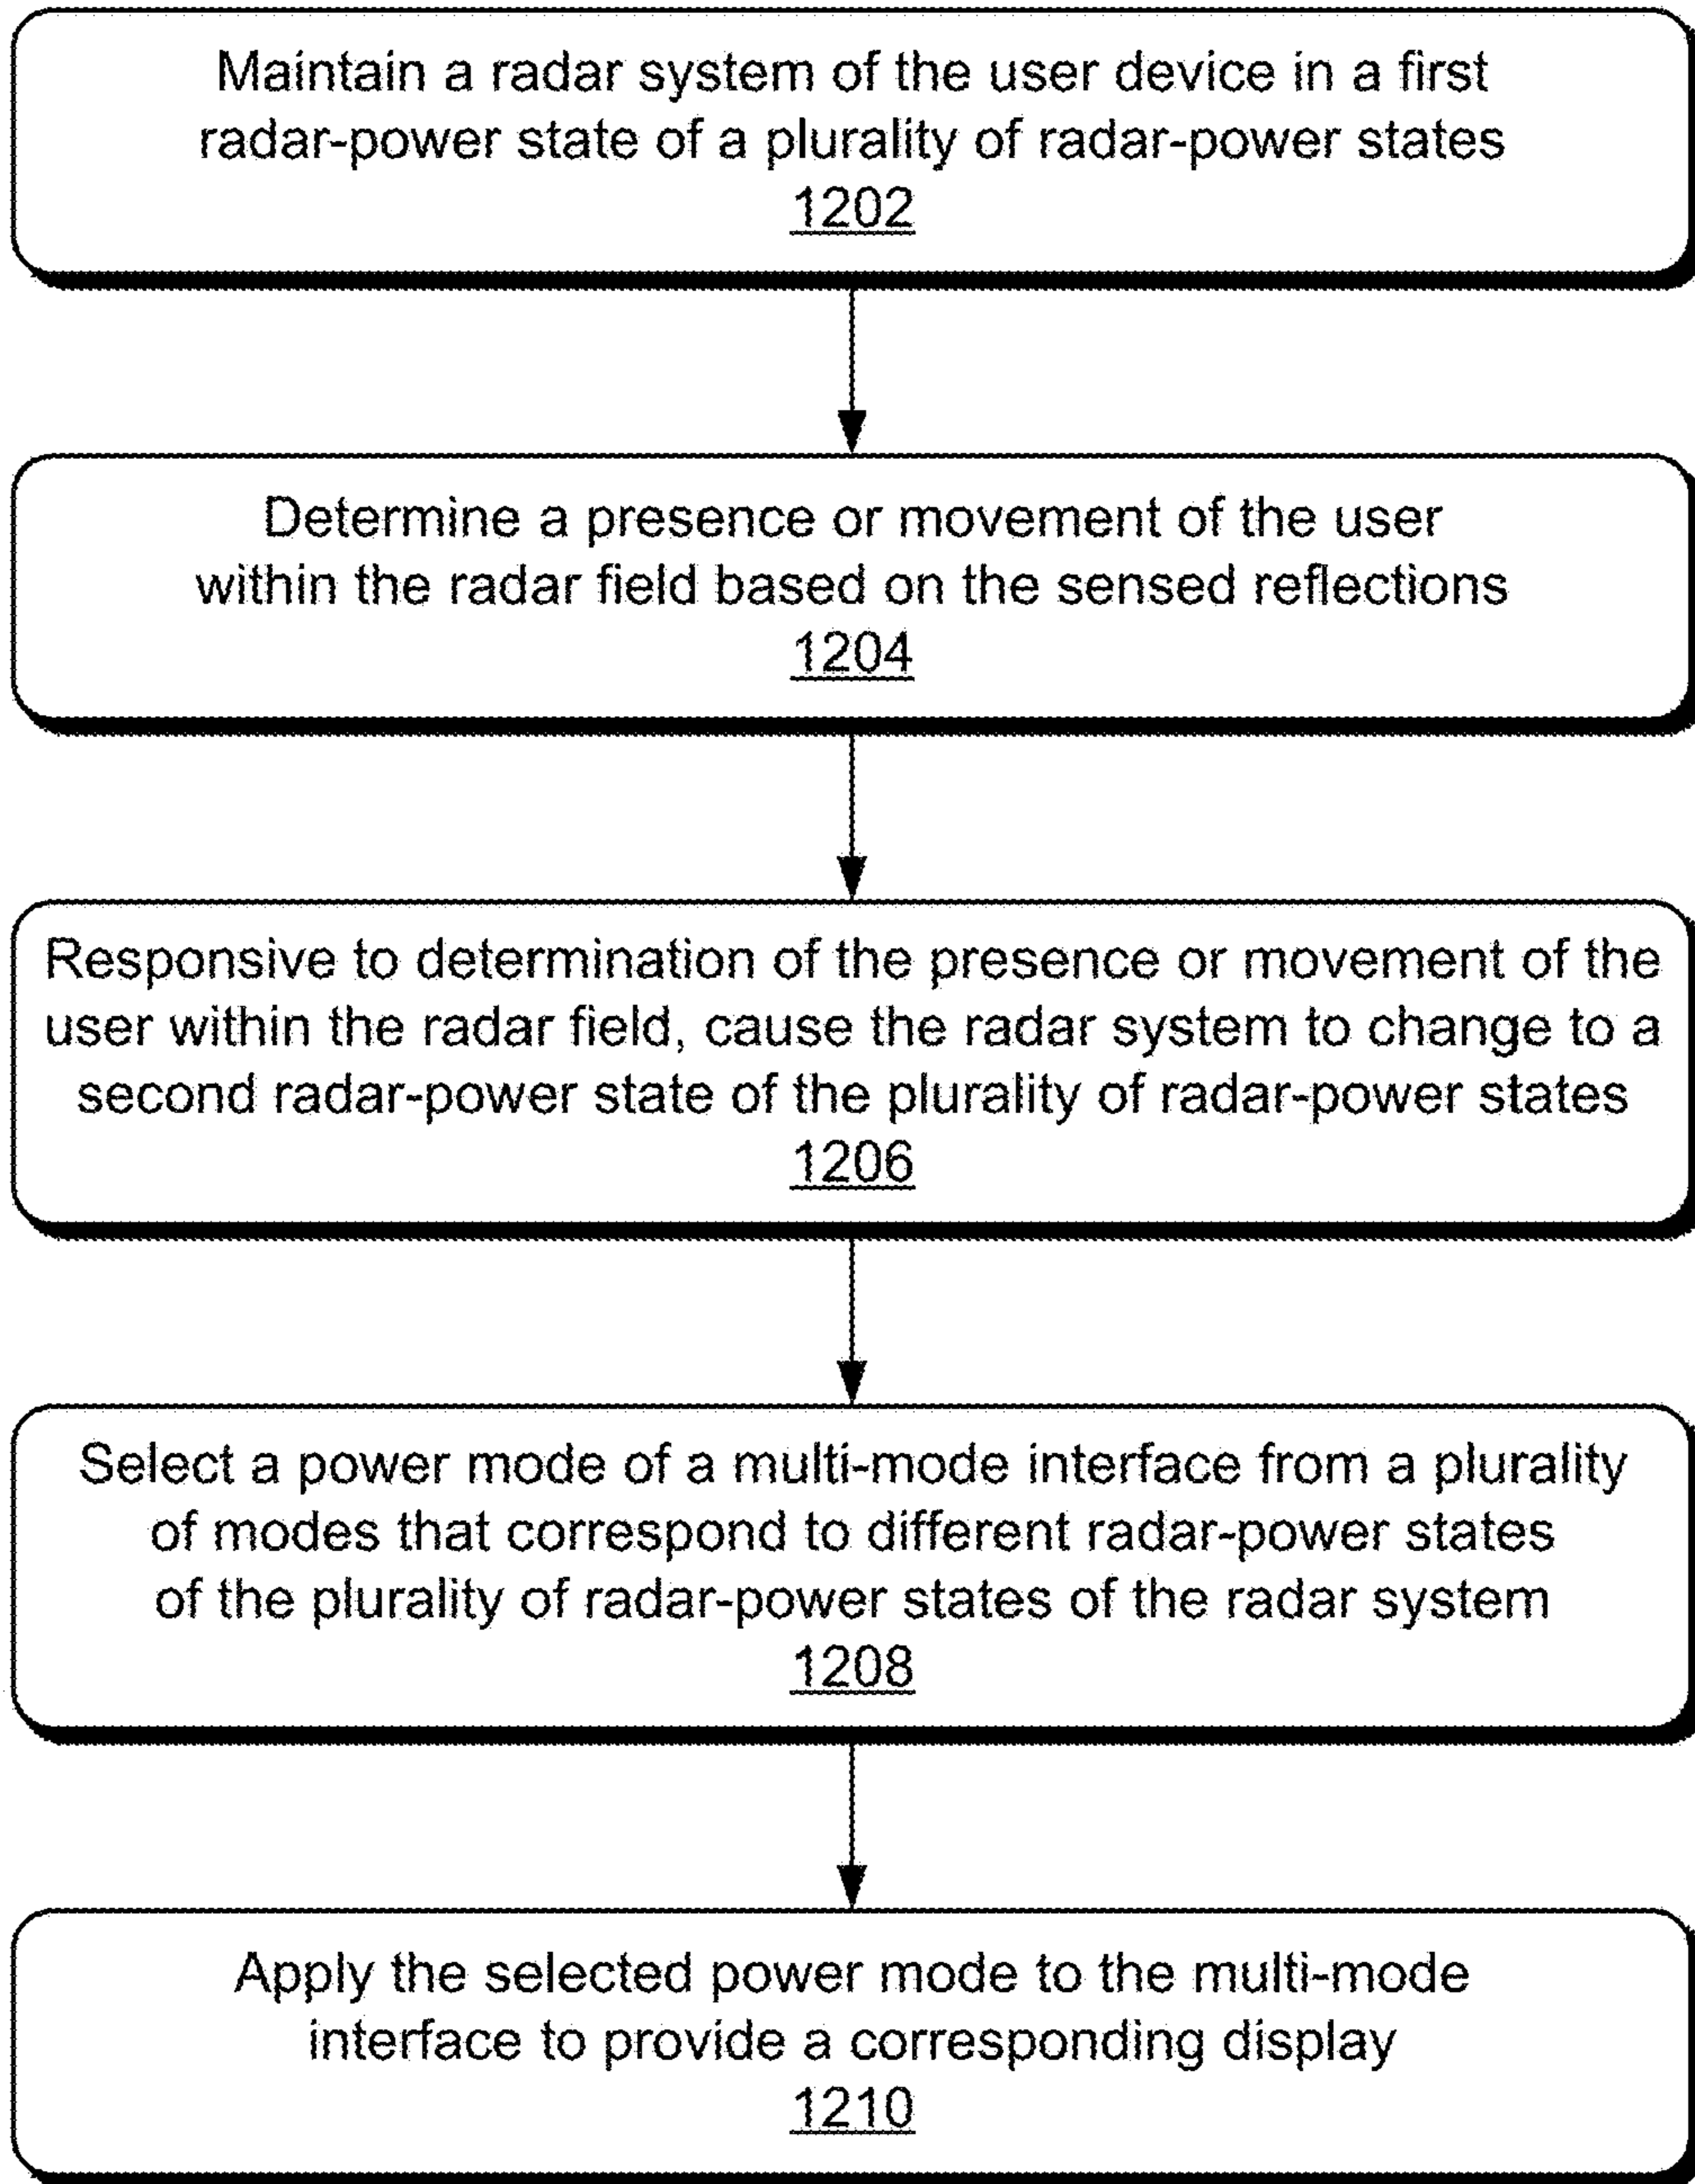 Maintain a radar system of the user device in a first
radar-power state of a plurality of radar-power states
1202
Determine a presence or movement of the user
within the radar field based on the sensed reflections
1204
Responsive to determination of the presence or movement of the
user within the radar field, cause the radar system to change to a
second radar-power state of the plurality of radar-power states
1206
Select a power mode of a multi-mode interface from a plurality
of modes that correspond to different radar-power states
of the plurality of radar-power states of the radar system
1208
Apply the selected power mode to the multi-mode
interface to provide a corresponding display
1210